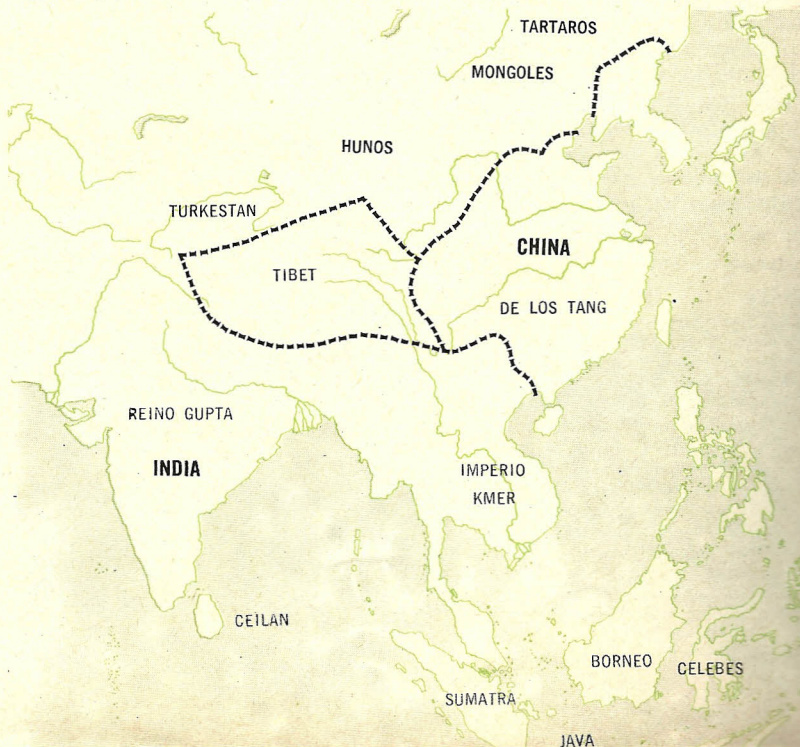 TARTAROS
MONGOLES
HUNOS
TURKESTAN
CHINA
TIBET
DE LOS TANG
REINO GUPTA
INDIA
IMPERIO
KMER
CEILAN
BORNEO
CELEBES
SUMATRA
JAVA